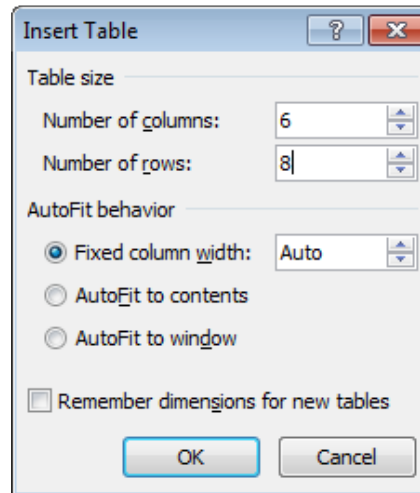 Insert Table
Table size
Number of columns: 6
Number of rows: 8
AutoFit behavior
Fixed column width: Auto
AutoFit to contents
AutoFit to window
Remember dimensions for new tables
OK Cancel